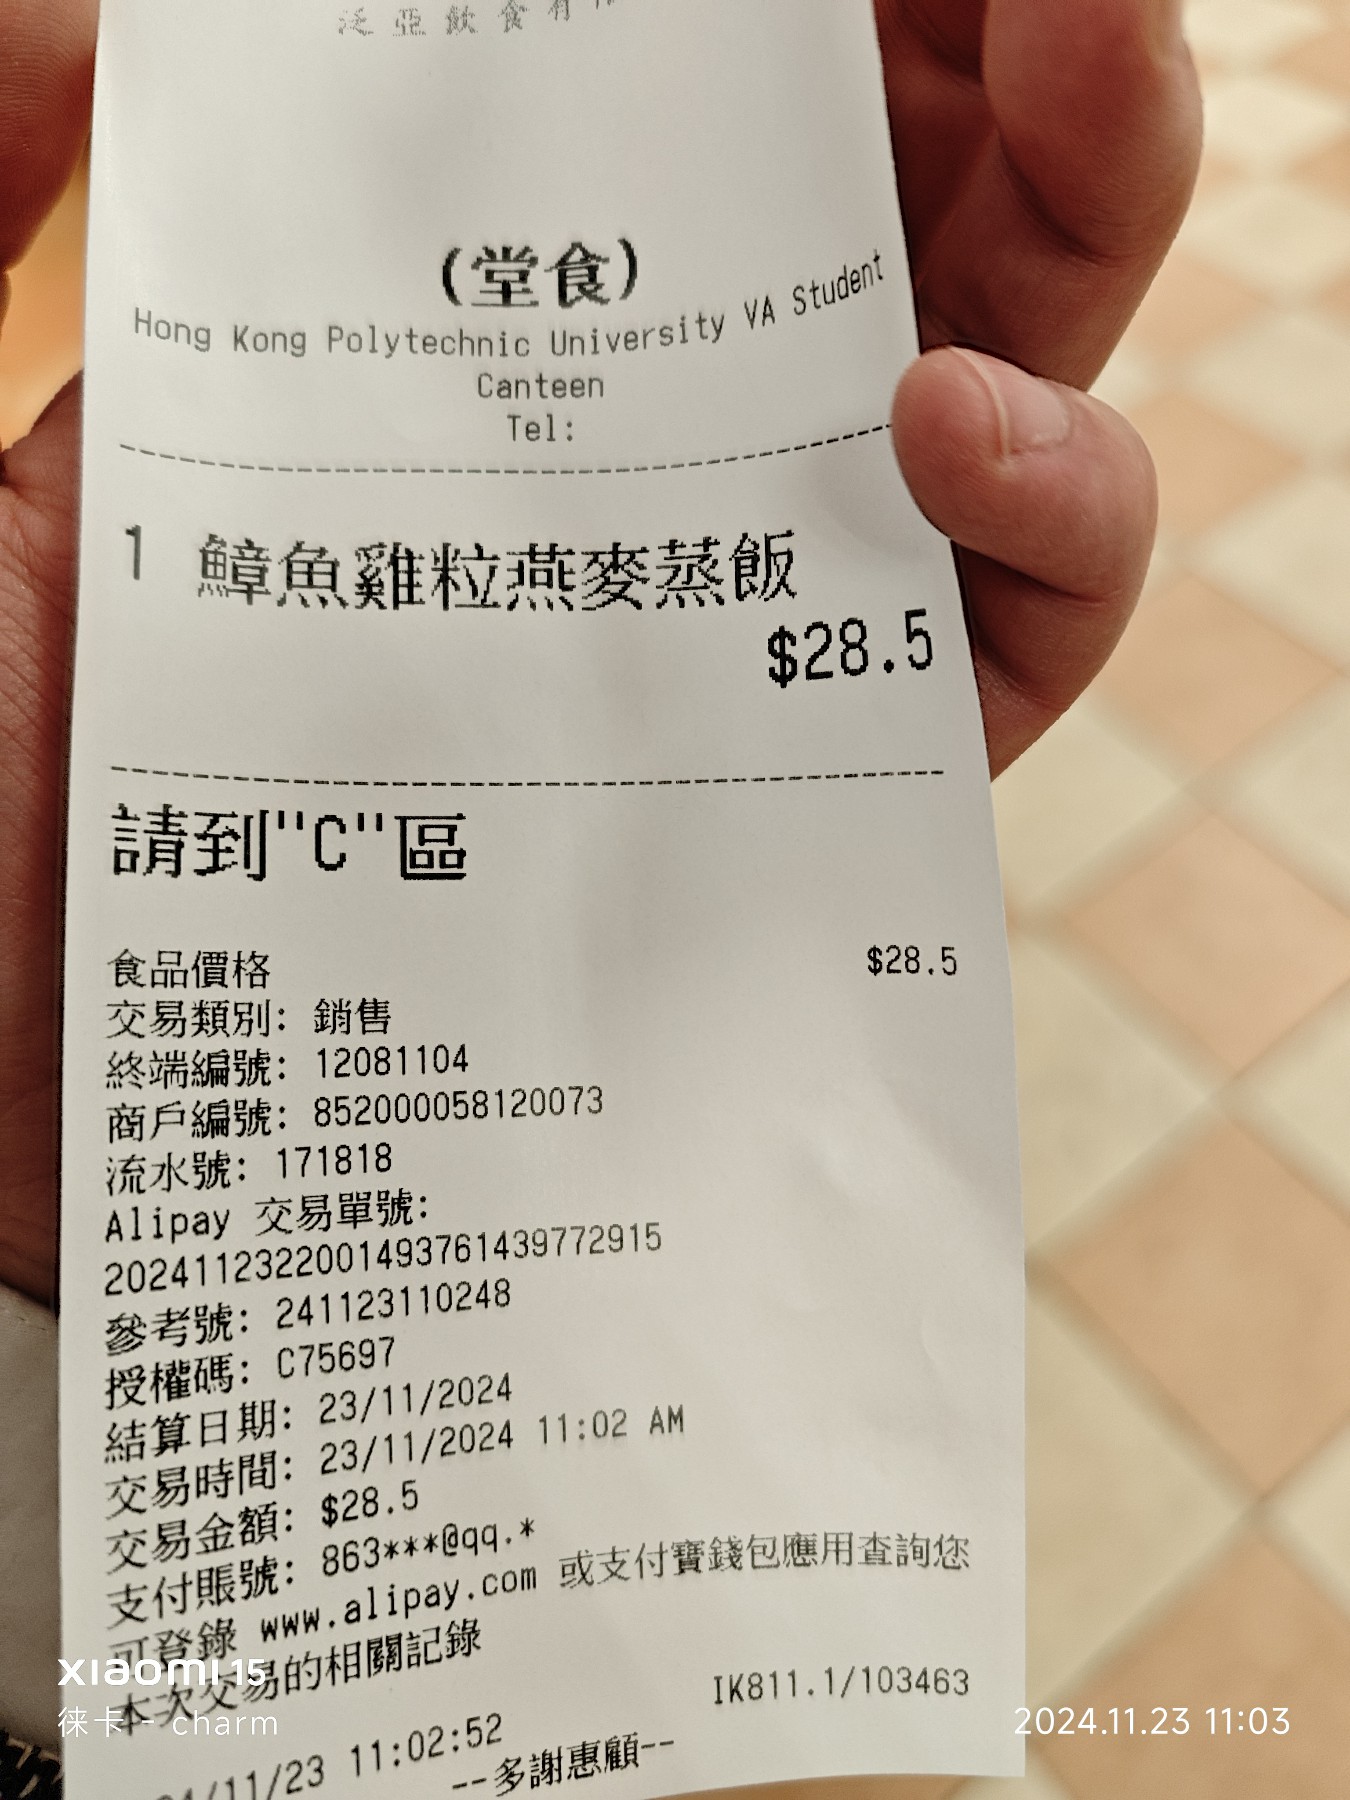 泛亞飲食有
(堂食)
Hong Kong Polytechnic University VA Student
Canteen
Tel:
1 鱆魚雞粒燕麥蒸飯
$28.5
請到"C"區
食品價格 $28.5
交易類別: 銷售
終端編號: 12081104
商戶編號: 852000058120073
流水號: 171818
Alipay 交易單號:
2024112322001493761439772915
參考號: 241123110248
授權碼: C75697
結算日期: 23/11/2024
交易時間: 23/11/2024 11:02 AM
交易金額: $28.5
支付賬號: 863***@qq.*
可登錄 www.alipay.com 或支付寶錢包應用查詢您
本次交易的相關記錄
IK811.1/103463
/11/23 11:02:52
--多謝惠顧--
xiaomi 15
徠卡 - charm
2024.11.23 11:03